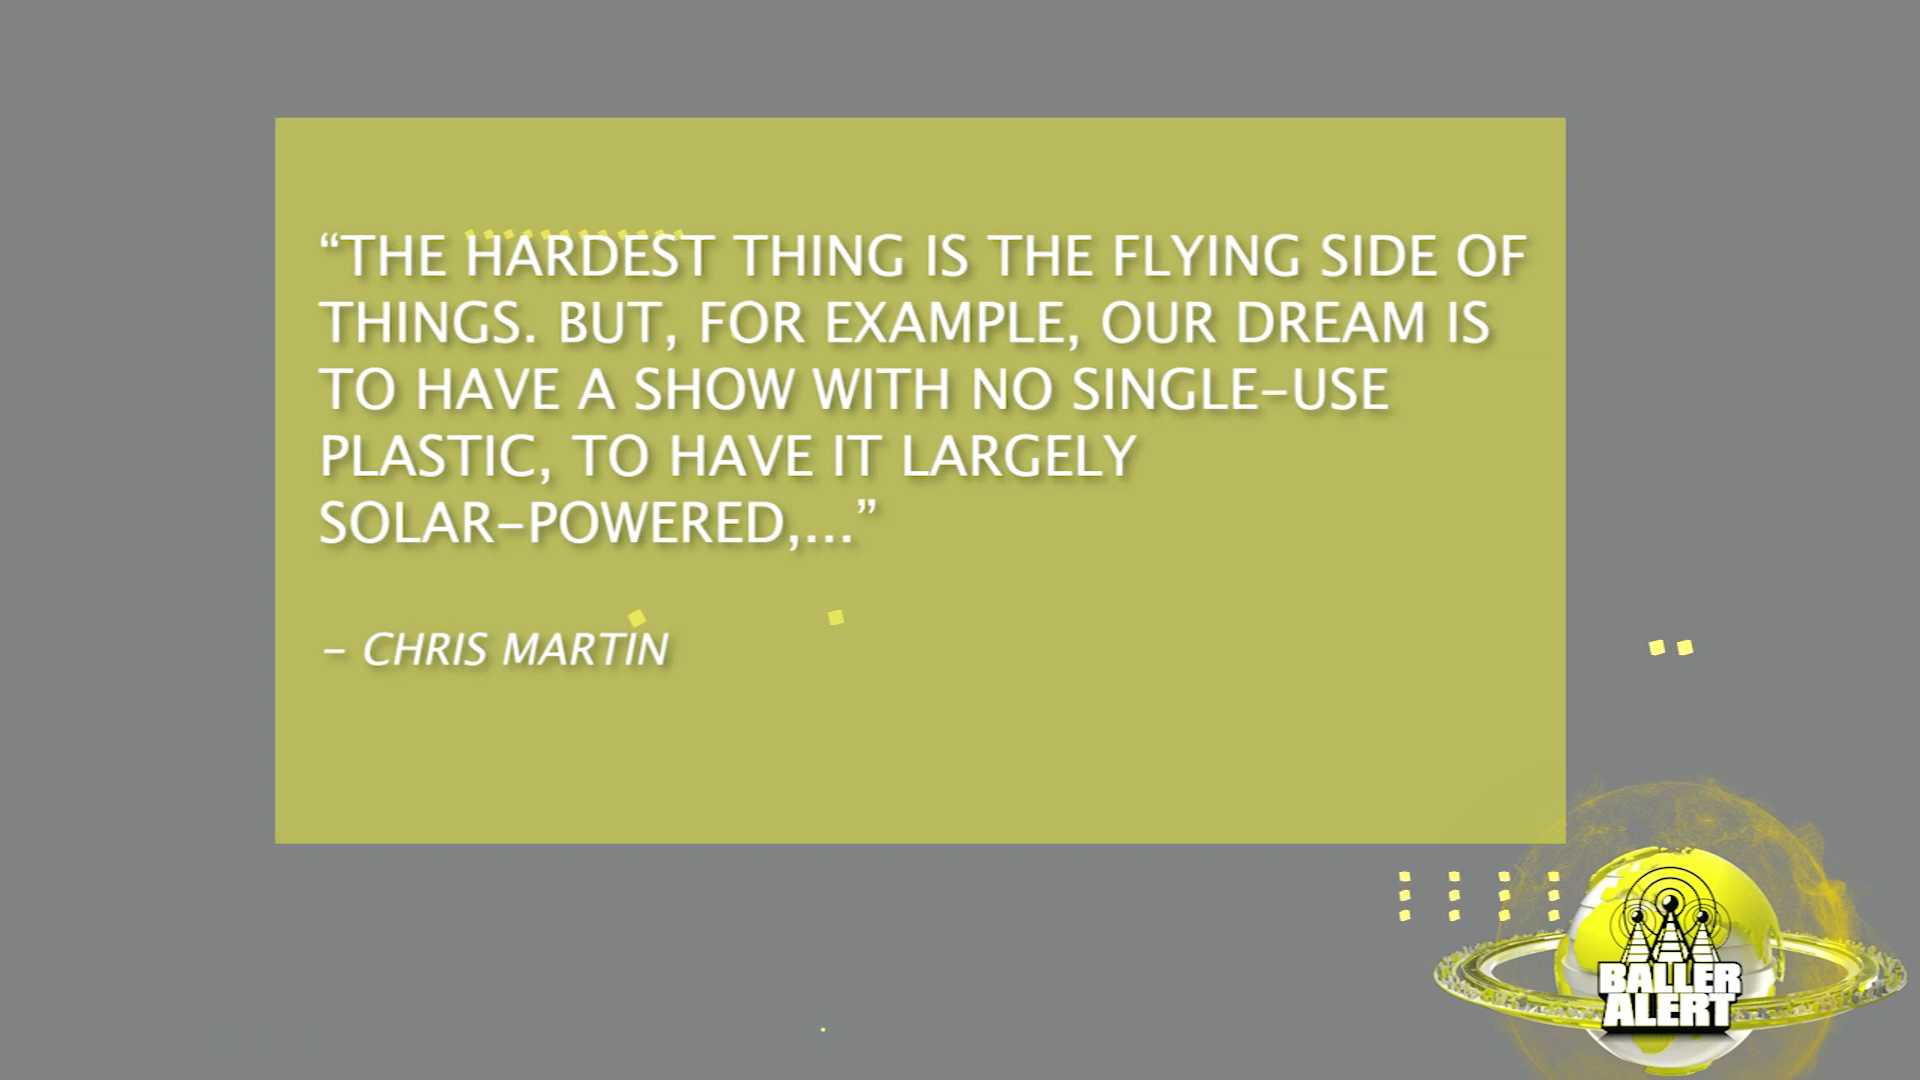 “THE HARDEST THING IS THE FLYING SIDE OF
THINGS. BUT, FOR EXAMPLE, OUR DREAM IS
TO HAVE A SHOW WITH NO SINGLE-USE
PLASTIC, TO HAVE IT LARGELY
SOLAR-POWERED,...”
- CHRIS MARTIN
BALLER
ALERT